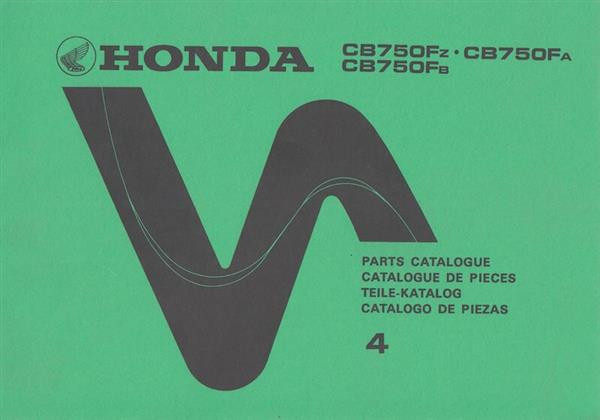 HONDA
CB750Fz · CB750FA
CB750FB
PARTS CATALOGUE
CATALOGUE DE PIECES
TEILE-KATALOG
CATALOGO DE PIEZAS
4